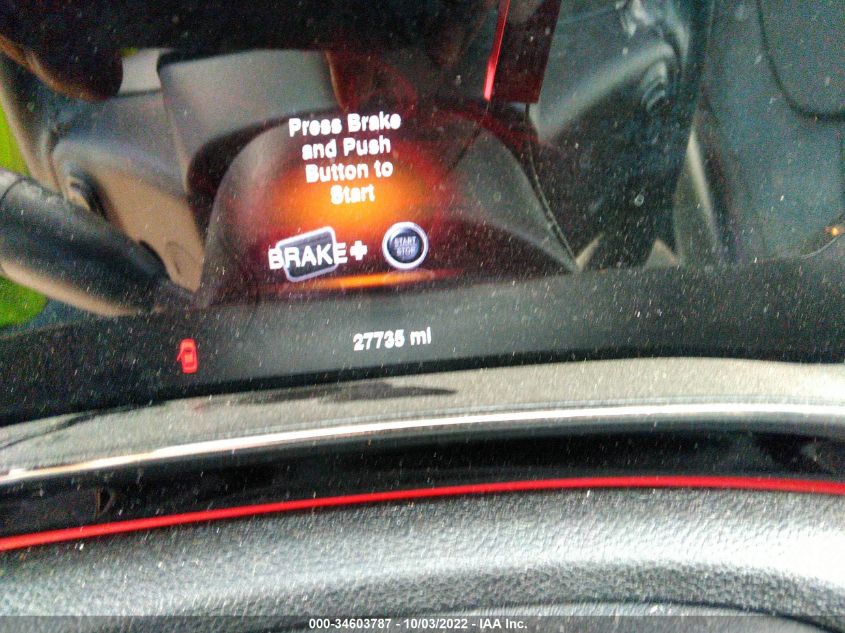 Press Brake
and Push
Button to
Start
BRAKE+
START
STOP
27735 mi
000-34603787 - 10/03/2022 - IAA Inc.